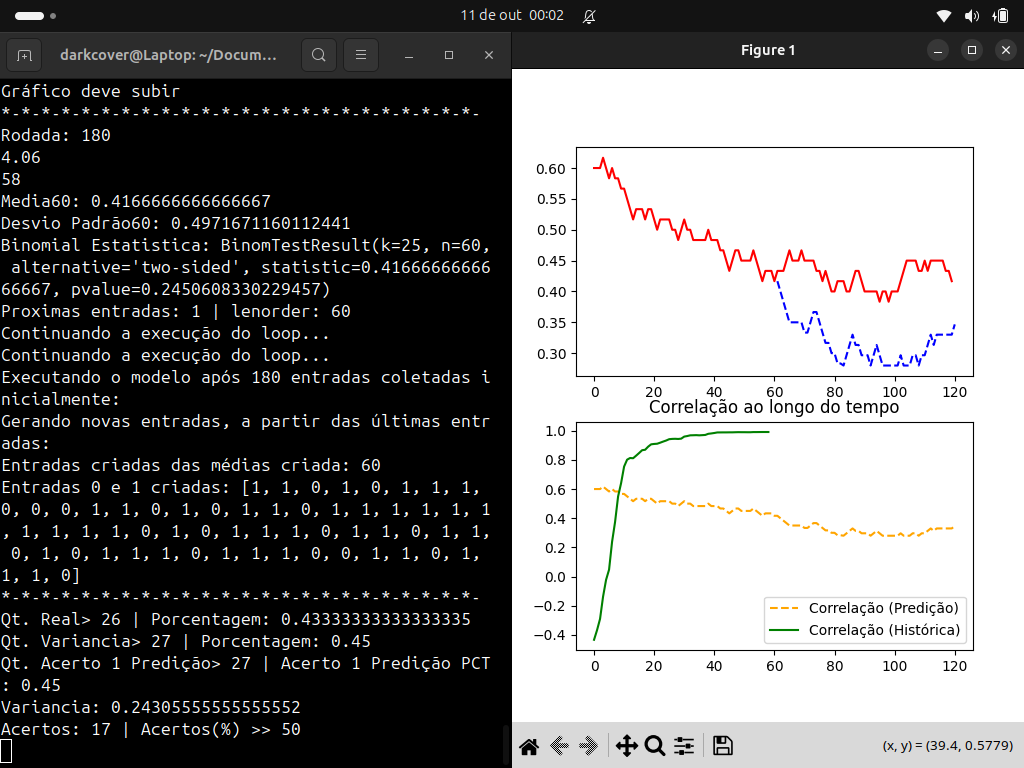 11 de out 00:02
darkcover@Laptop: ~/Docum...
Gráfico deve subir
*-*-*-*-*-*-*-*-*-*-*-*-*-*-*-*-*-*-*-*-*-*-*-*-
Rodada: 180
4.06
58
Media60: 0.4166666666666667
Desvio Padrão60: 0.4971671160112441
Binomial Estatistica: BinomTestResult(k=25, n=60,
 alternative='two-sided', statistic=0.41666666666
66667, pvalue=0.2450608330229457)
Proximas entradas: 1 | lenorder: 60
Continuando a execução do loop...
Continuando a execução do loop...
Executando o modelo após 180 entradas coletadas i
nicialmente:
Gerando novas entradas, a partir das últimas entr
adas:
Entradas criadas das médias criada: 60
Entradas 0 e 1 criadas: [1, 1, 0, 1, 0, 1, 1, 1,
0, 0, 0, 1, 1, 0, 1, 0, 1, 1, 0, 1, 1, 1, 1, 1, 1
, 1, 1, 1, 1, 0, 1, 0, 1, 1, 1, 0, 1, 1, 0, 1, 1,
 0, 1, 0, 1, 1, 1, 0, 1, 1, 1, 0, 0, 1, 1, 0, 1,
1, 1, 0]
*-*-*-*-*-*-*-*-*-*-*-*-*-*-*-*-*-*-*-*-*-*-*-*-
Qt. Real> 26 | Porcentagem: 0.43333333333333335
Qt. Variancia> 27 | Porcentagem: 0.45
Qt. Acerto 1 Predição> 27 | Acerto 1 Predição PCT
: 0.45
Variancia: 0.24305555555555552
Acertos: 17 | Acertos(%) >> 50
Figure 1
0.60
0.55
0.50
0.45
0.40
0.35
0.30
0 20 40 60 80 100 120
Correlação ao longo do tempo
1.0
0.8
0.6
0.4
0.2
0.0
−0.2
−0.4
Correlação (Predição)
Correlação (Histórica)
0 20 40 60 80 100 120
(x, y) = (39.4, 0.5779)